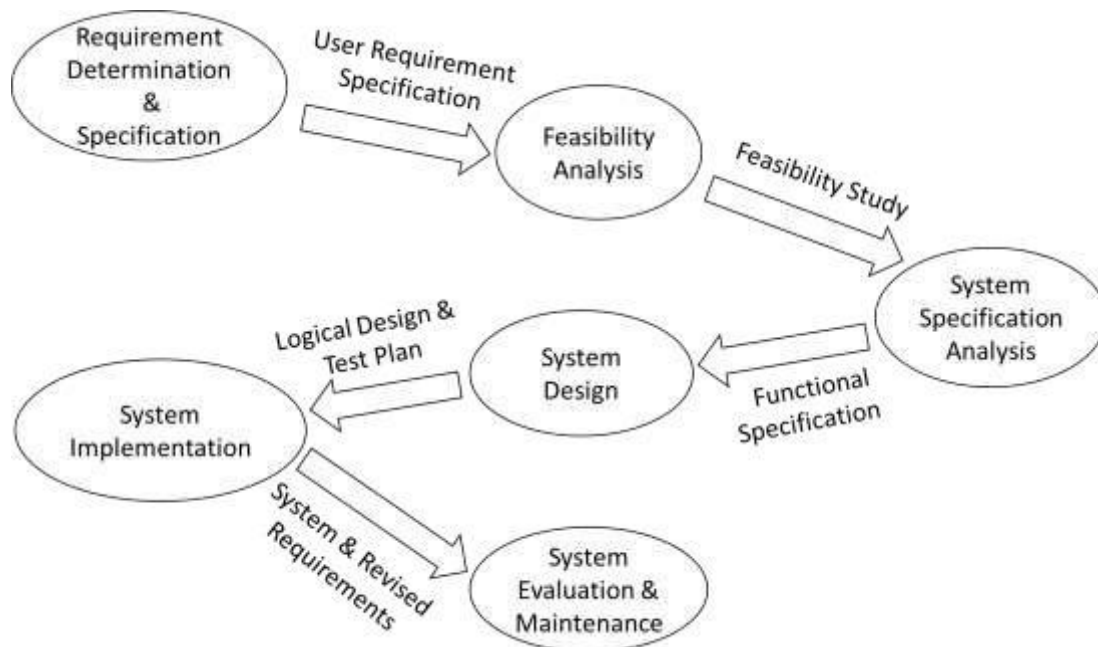 Requirement
Determination
&
Specification
User Requirement
Specification
Feasibility
Analysis
Feasibility Study
System
Specification
Analysis
Functional
Specification
System
Design
Logical Design &
Test Plan
System
Implementation
System & Revised
Requirements
System
Evaluation &
Maintenance